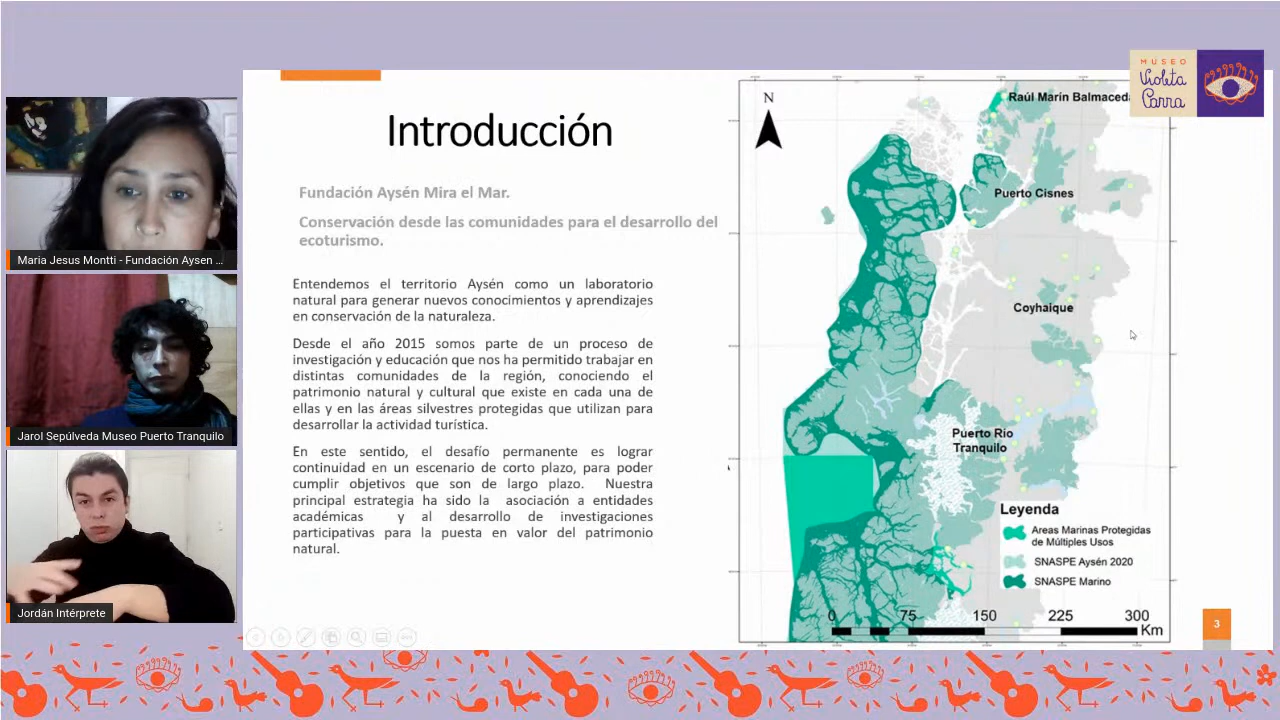 MUSEO
Violeta
Parra
Introducción
Fundación Aysén Mira el Mar.
Conservación desde las comunidades para el desarrollo del
ecoturismo.
Entendemos el territorio Aysén como un laboratorio
natural para generar nuevos conocimientos y aprendizajes
en conservación de la naturaleza.
Desde el año 2015 somos parte de un proceso de
investigación y educación que nos ha permitido trabajar en
distintas comunidades de la región, conociendo el
patrimonio natural y cultural que existe en cada una de
ellas y en las áreas silvestres protegidas que utilizan para
desarrollar la actividad turística.
En este sentido, el desafío permanente es lograr
continuidad en un escenario de corto plazo, para poder
cumplir objetivos que son de largo plazo. Nuestra
principal estrategia ha sido la asociación a entidades
académicas y al desarrollo de investigaciones
participativas para la puesta en valor del patrimonio
natural.
N
Raúl Marín Balmaceda
Puerto Cisnes
Coyhaique
Puerto Río
Tranquilo
Leyenda
Areas Marinas Protegidas
de Múltiples Usos
SNASPE Aysén 2020
SNASPE Marino
0 75 150 225 300
Km
3
Maria Jesus Montti - Fundación Aysen ...
Jarol Sepúlveda Museo Puerto Tranquilo
Jordán Intérprete